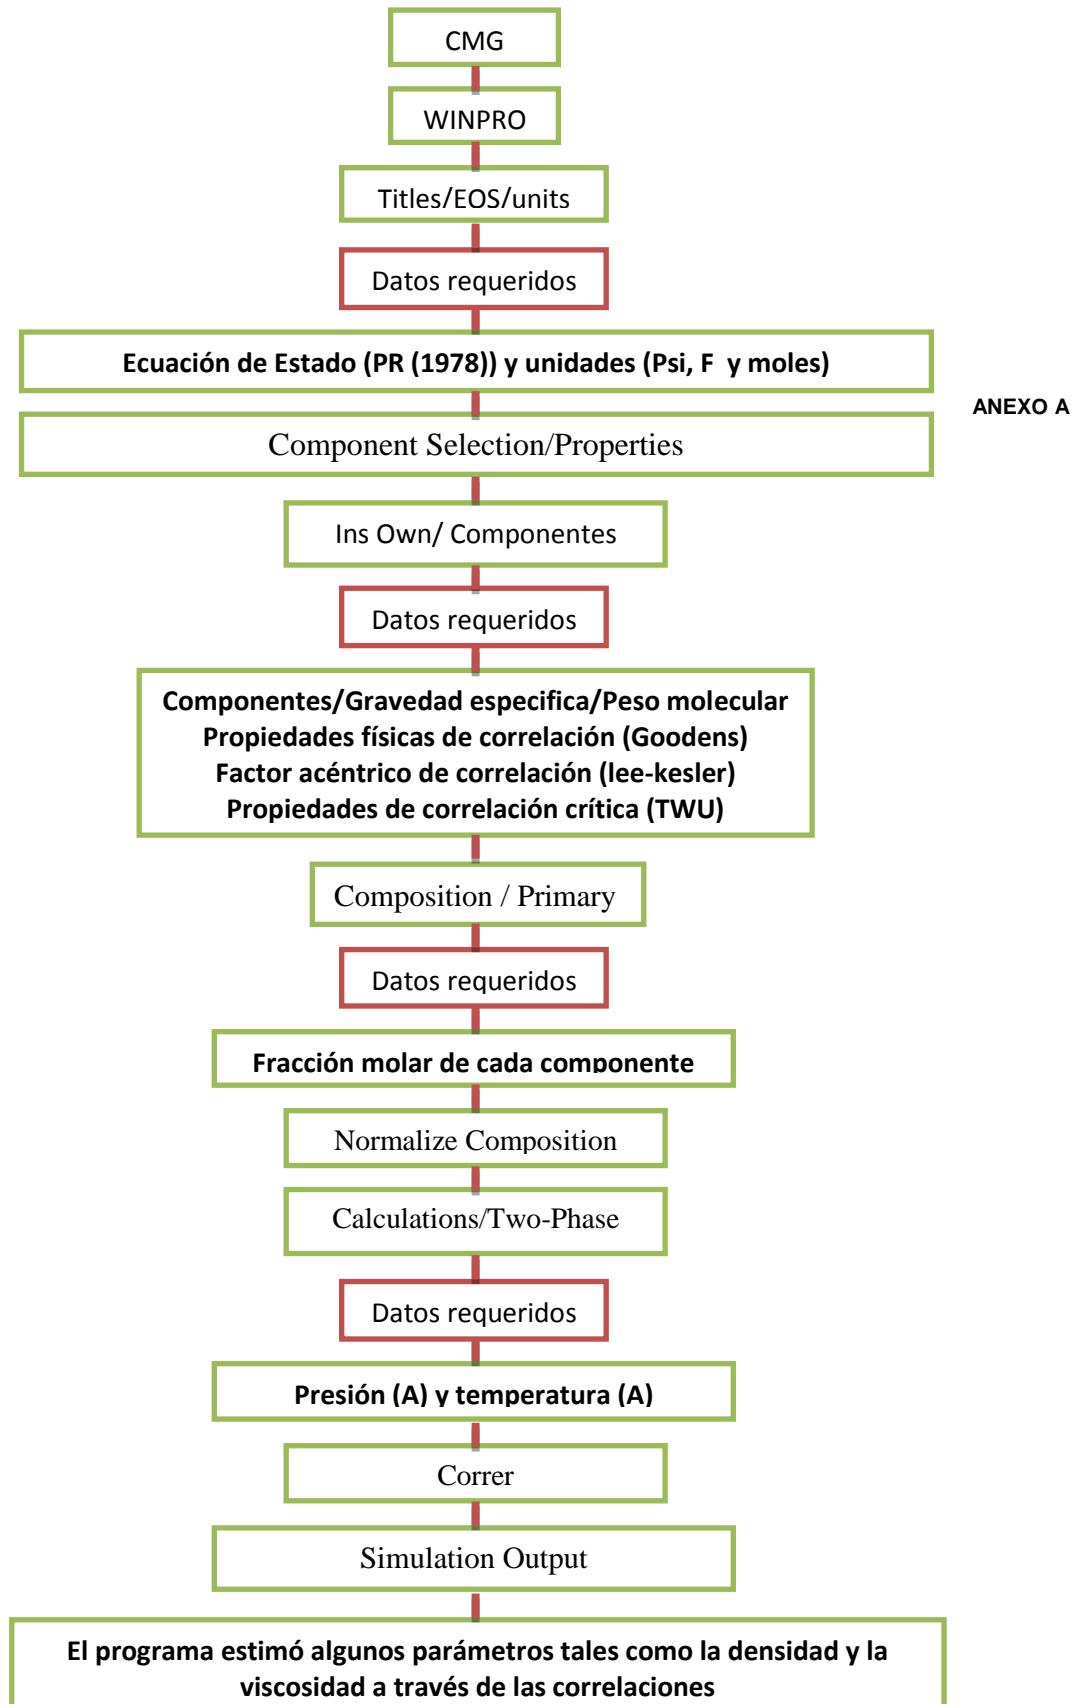 CMG
WINPRO
Titles/EOS/units
Datos requeridos
Ecuación de Estado (PR (1978)) y unidades (Psi, F y moles)
ANEXO A
Component Selection/Properties
Ins Own/ Componentes
Datos requeridos
Componentes/Gravedad especifica/Peso molecular
Propiedades físicas de correlación (Goodens)
Factor acéntrico de correlación (lee-kesler)
Propiedades de correlación crítica (TWU)
Composition / Primary
Datos requeridos
Fracción molar de cada componente
Normalize Composition
Calculations/Two-Phase
Datos requeridos
Presión (A) y temperatura (A)
Correr
Simulation Output
El programa estimó algunos parámetros tales como la densidad y la
viscosidad a través de las correlaciones